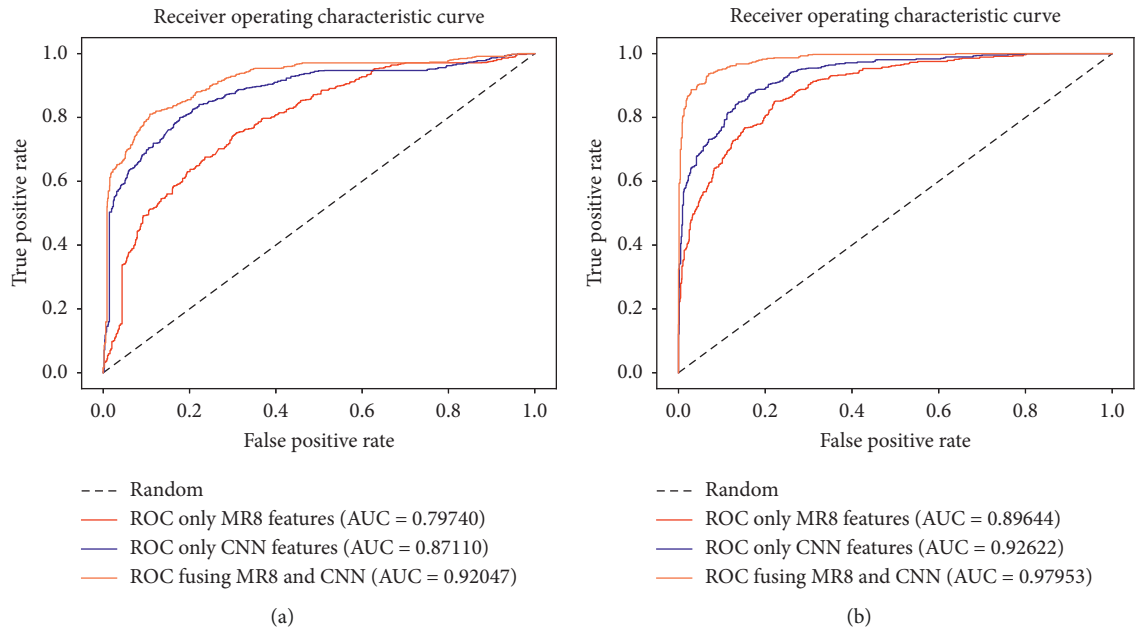 Receiver operating characteristic curve
1.0
0.8
0.6
0.4
0.2
0.0
True positive rate
0.0 0.2 0.4 0.6 0.8 1.0
False positive rate
Random
ROC only MR8 features (AUC = 0.79740)
ROC only CNN features (AUC = 0.87110)
ROC fusing MR8 and CNN (AUC = 0.92047)
(a)
Receiver operating characteristic curve
1.0
0.8
0.6
0.4
0.2
0.0
True positive rate
0.0 0.2 0.4 0.6 0.8 1.0
False positive rate
Random
ROC only MR8 features (AUC = 0.89644)
ROC only CNN features (AUC = 0.92622)
ROC fusing MR8 and CNN (AUC = 0.97953)
(b)